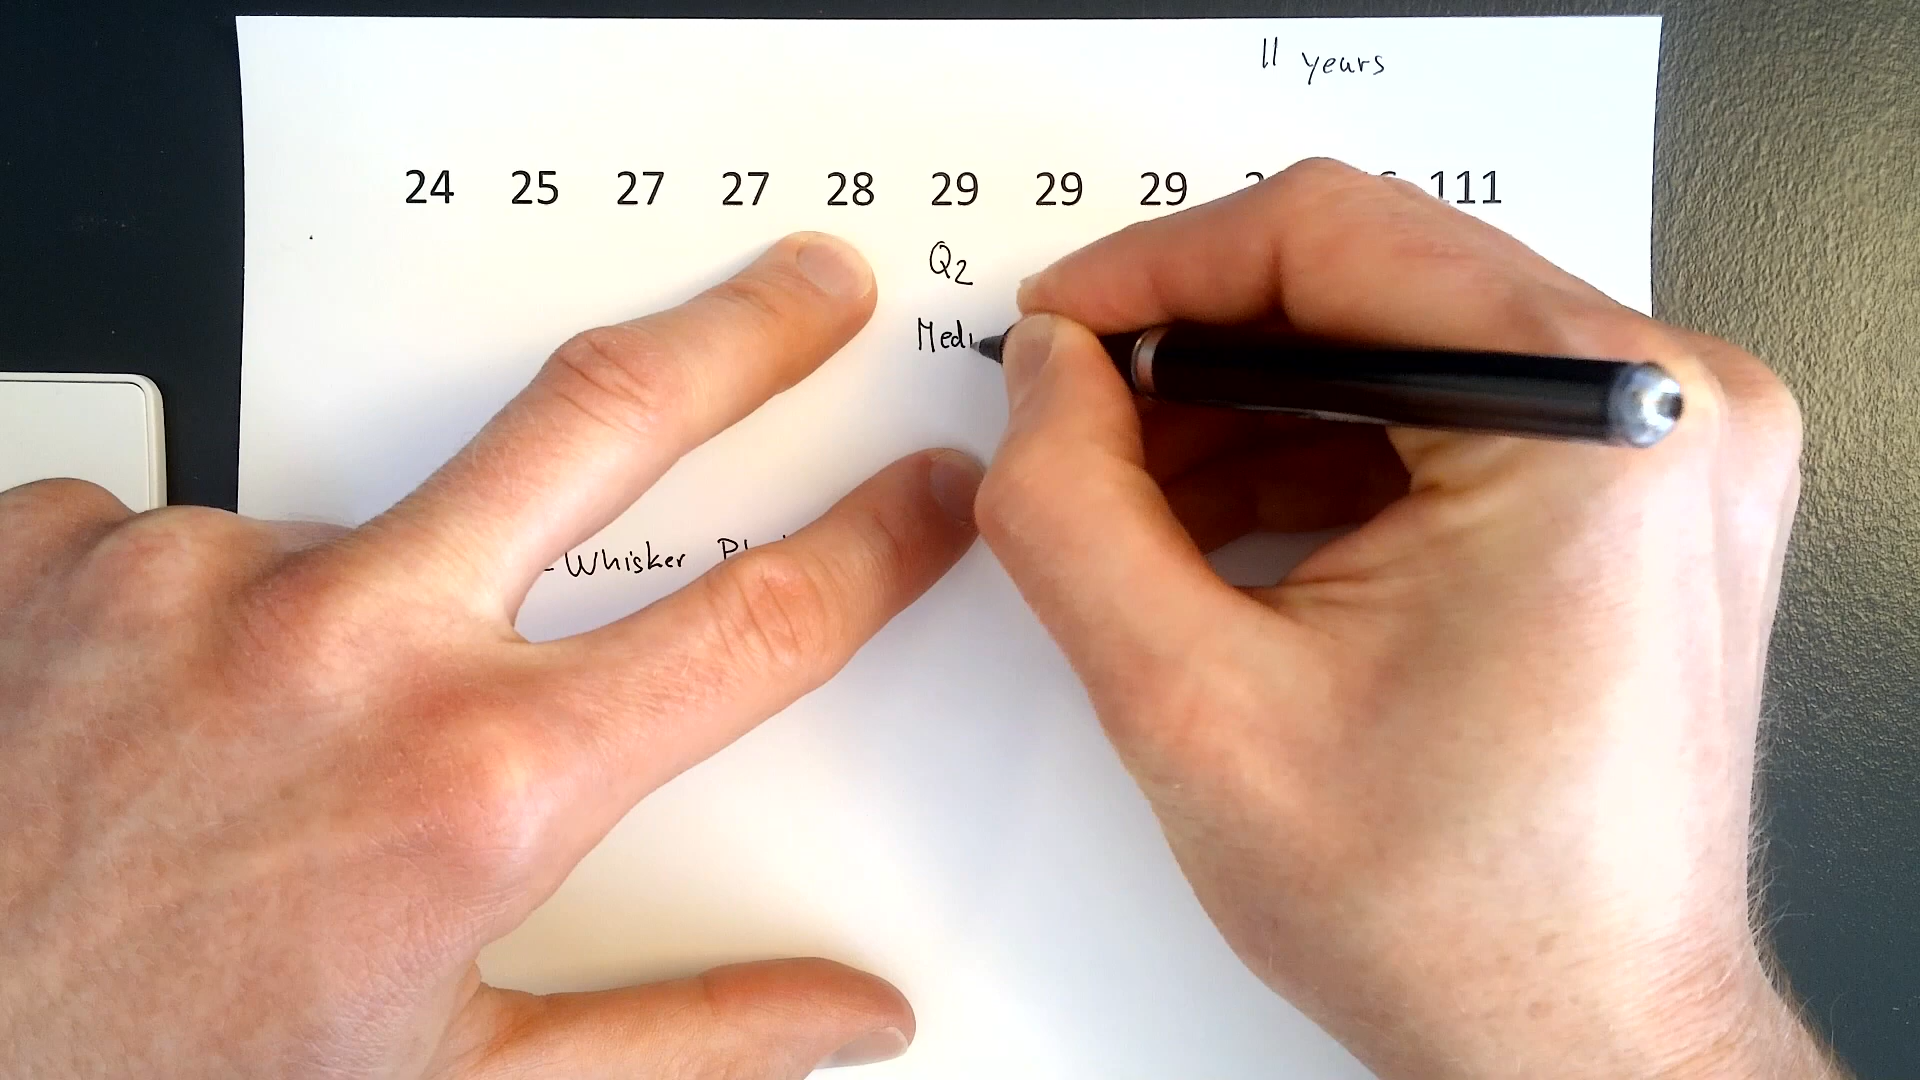 11 years
24 25 27 27 28 29 29 29 111
Q2
Medi
-Whisker